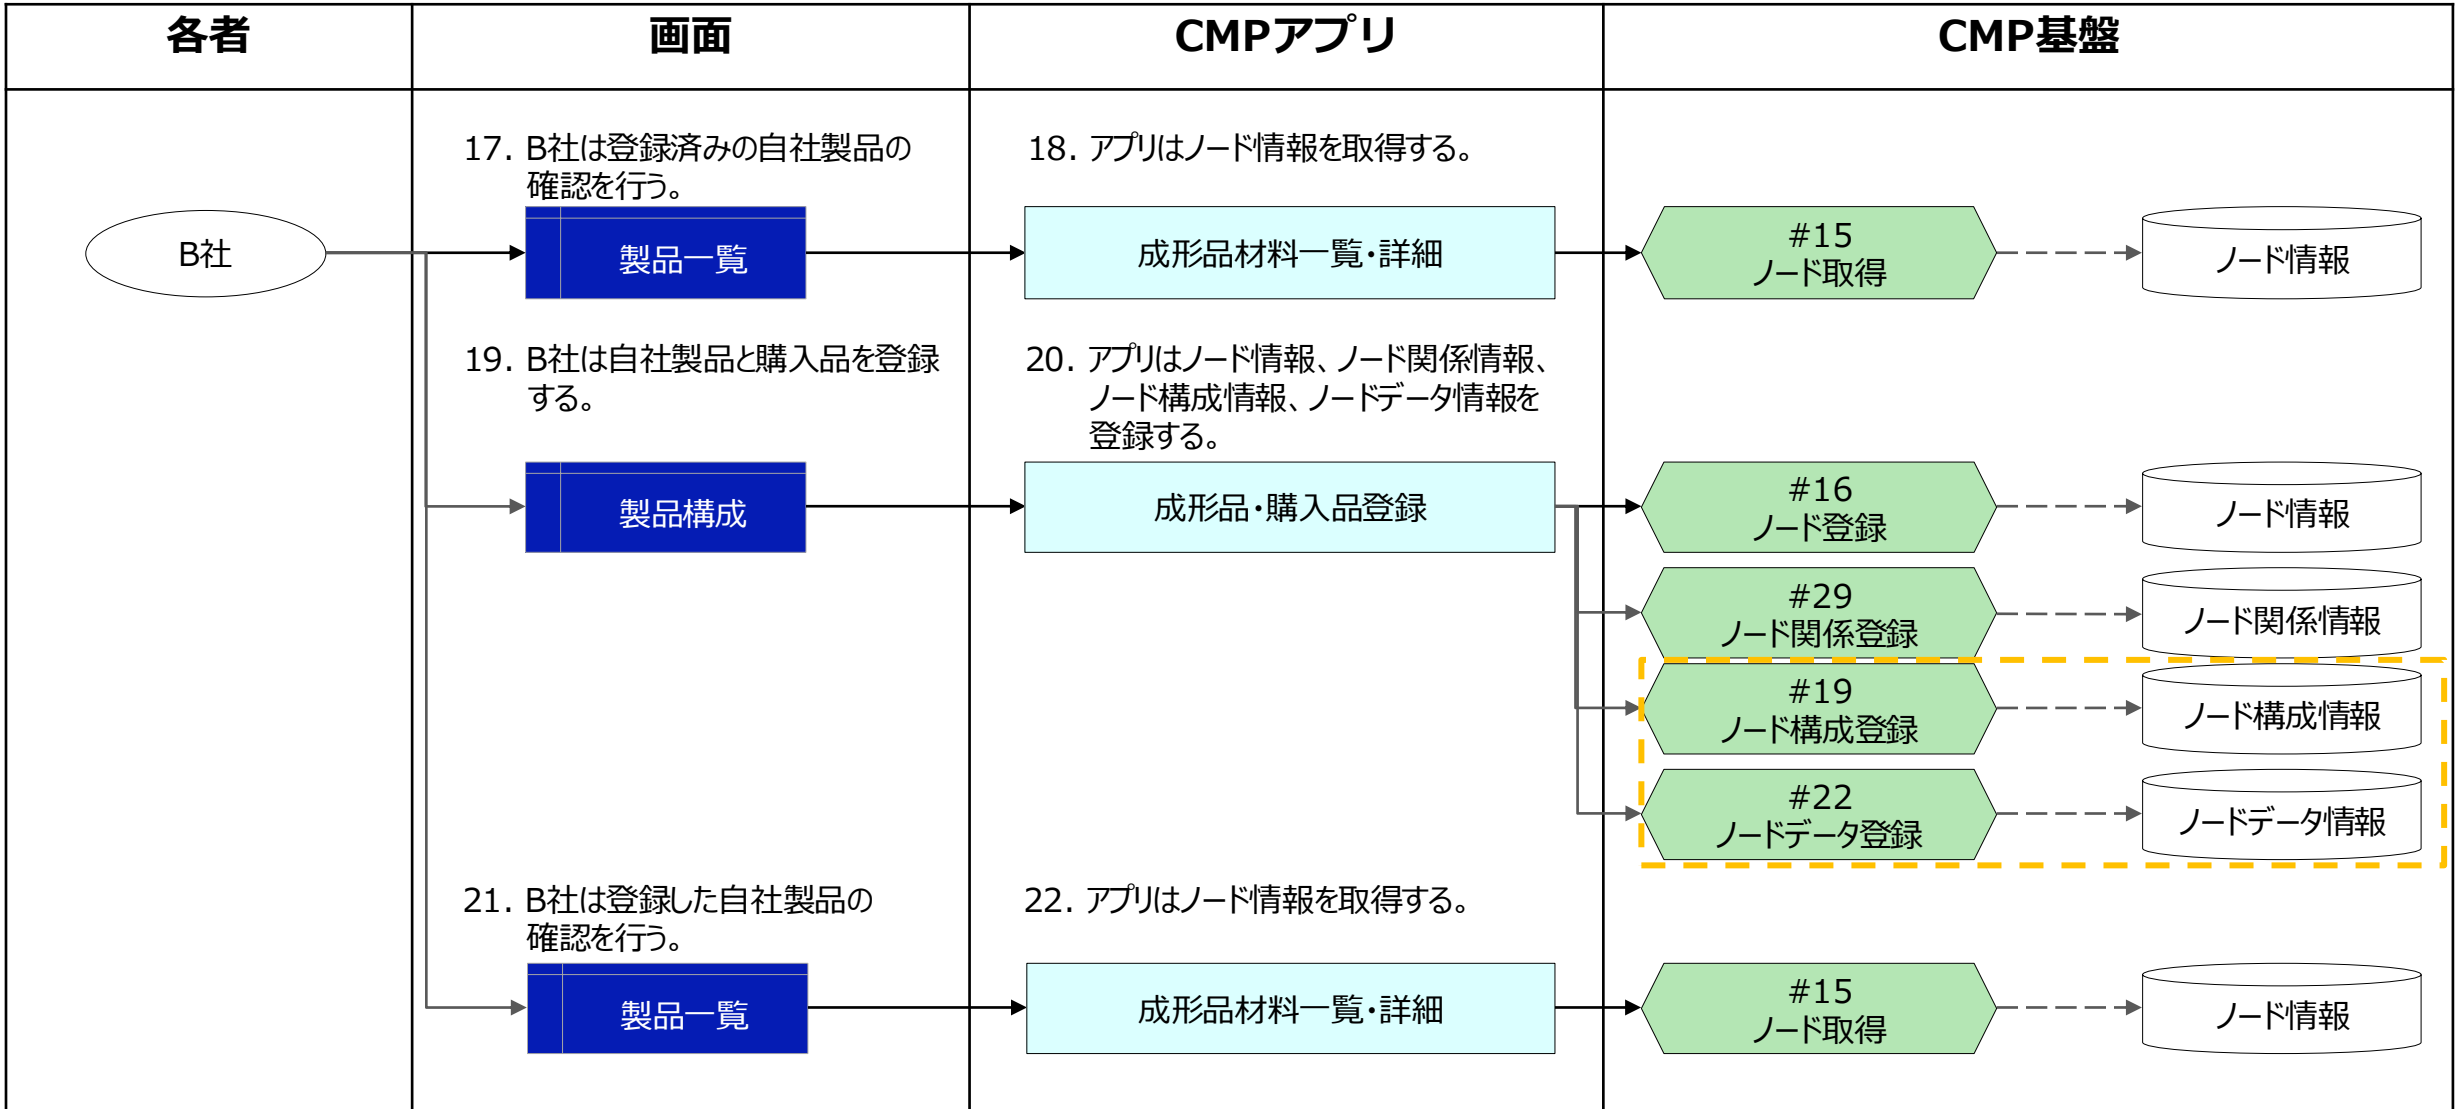 各者
画面
CMPアプリ
CMP基盤
17. B社は登録済みの自社製品の
確認を行う。
18. アプリはノード情報を取得する。
B社
製品一覧
成形品材料一覧・詳細
#15
ノード取得
ノード情報
19. B社は自社製品と購入品を登録
する。
20. アプリはノード情報、ノード関係情報、
ノード構成情報、ノードデータ情報を
登録する。
製品構成
成形品・購入品登録
#16
ノード登録
ノード情報
#29
ノード関係登録
ノード関係情報
#19
ノード構成登録
ノード構成情報
#22
ノードデータ登録
ノードデータ情報
21. B社は登録した自社製品の
確認を行う。
22. アプリはノード情報を取得する。
製品一覧
成形品材料一覧・詳細
#15
ノード取得
ノード情報